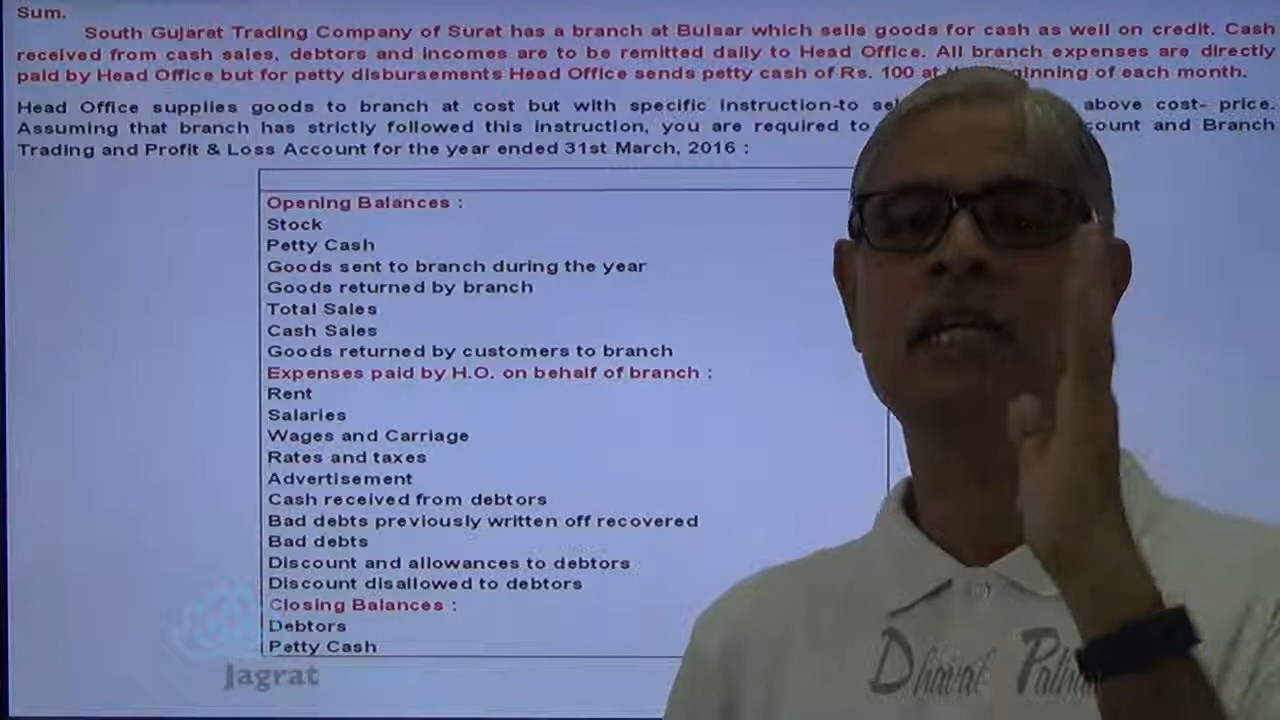 Sum.
South Gujarat Trading Company of Surat has a branch at Bulsar which sells goods for cash as well on credit. Cash
received from cash sales, debtors and incomes are to be remitted daily to Head Office. All branch expenses are directly
paid by Head Office but for petty disbursements Head Office sends petty cash of Rs. 100 at the beginning of each month.
Head Office supplies goods to branch at cost but with specific instruction-to above cost- price.
Assuming that branch has strictly followed this instruction, you are required to and Branch
Trading and Profit & Loss Account for the year ended 31st March, 2016 :
Opening Balances :
Stock
Petty Cash
Goods sent to branch during the year
Goods returned by branch
Total Sales
Cash Sales
Goods returned by customers to branch
Expenses paid by H.O. on behalf of branch :
Rent
Salaries
Wages and Carriage
Rates and taxes
Advertisement
Cash received from debtors
Bad debts previously written off recovered
Bad debts
Discount and allowances to debtors
Discount disallowed to debtors
Closing Balances :
Debtors
Petty Cash
Jagrat